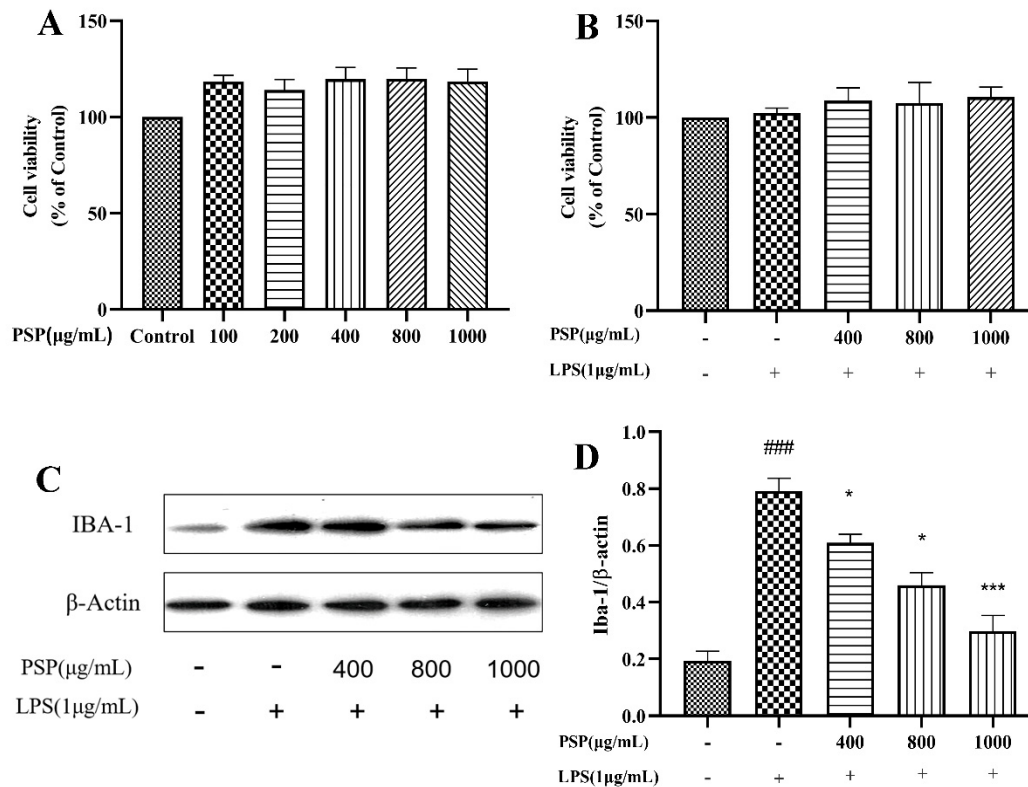 A
Cell viability
(% of Control)
150
100
50
0
PSP(μg/mL) Control 100 200 400 800 1000
B
Cell viability
(% of Control)
150
100
50
0
PSP(μg/mL) - - 400 800 1000
LPS(1μg/mL) - + + + +
C
IBA-1
β-Actin
PSP(μg/mL) - - 400 800 1000
LPS(1μg/mL) - + + + +
D
Iba-1/β-actin
1.0
0.8
0.6
0.4
0.2
0.0
###
*
*
***
PSP(μg/mL) - - 400 800 1000
LPS(1μg/mL) - + + + +